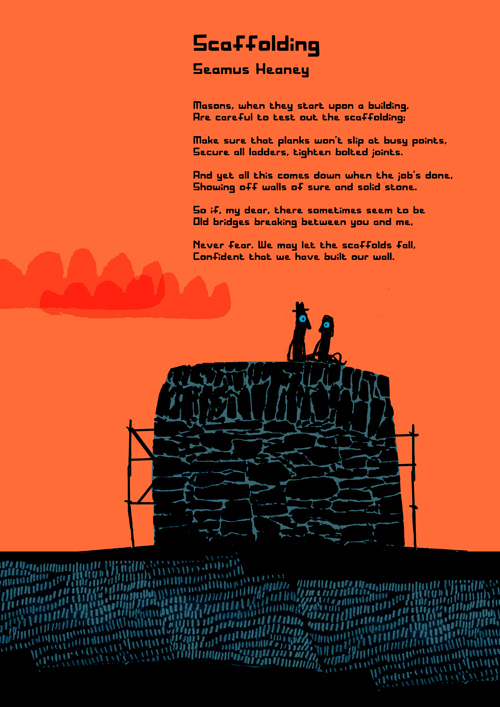 Scaffolding
Seamus Heaney
Masons, when they start upon a building,
Are careful to test out the scaffolding;
Make sure that planks won't slip at busy points,
Secure all ladders, tighten bolted joints.
And yet all this comes down when the job's done,
Showing off walls of sure and solid stone.
So if, my dear, there sometimes seem to be
Old bridges breaking between you and me,
Never fear. We may let the scaffolds fall,
Confident that we have built our wall.